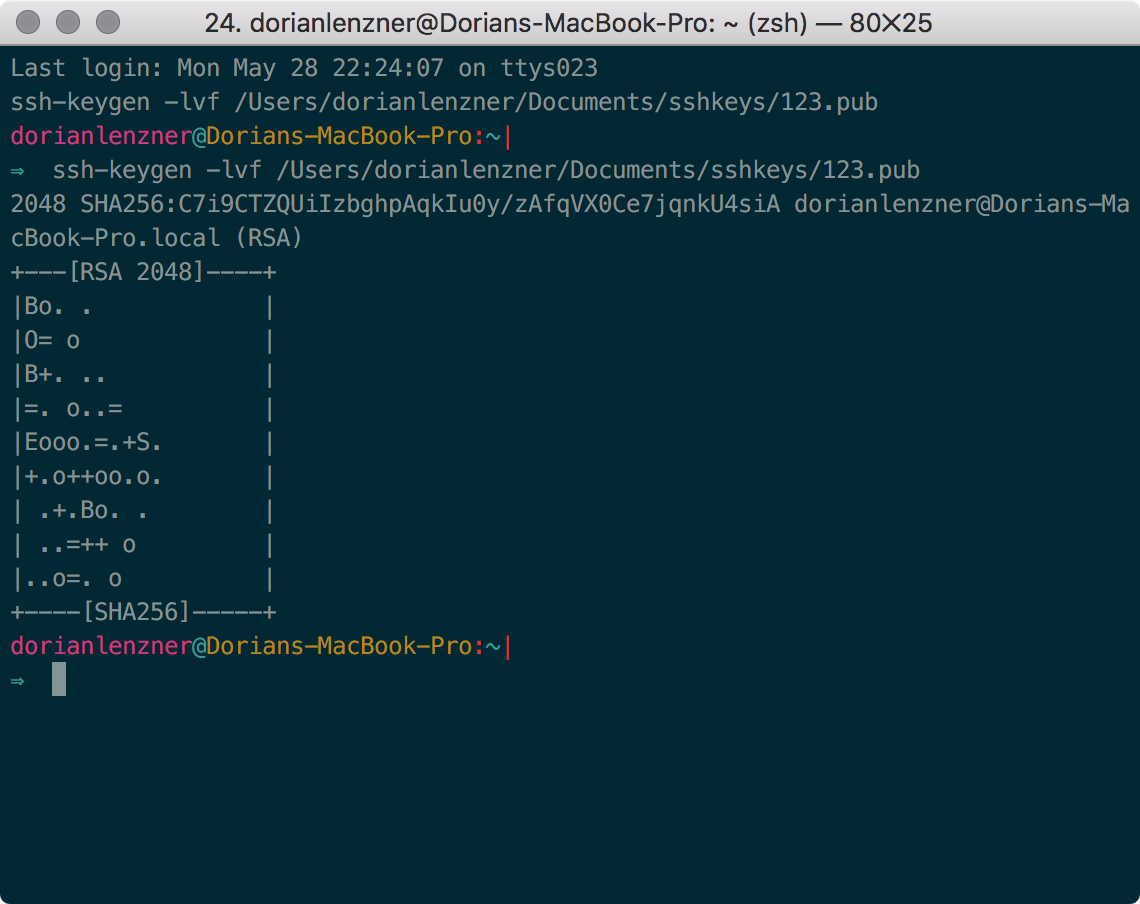 24. dorianlenzner@Dorians-MacBook-Pro: ~ (zsh) — 80✕25
Last login: Mon May 28 22:24:07 on ttys023
ssh-keygen -lvf /Users/dorianlenzner/Documents/sshkeys/123.pub
dorianlenzner@Dorians-MacBook-Pro:~|
⇒  ssh-keygen -lvf /Users/dorianlenzner/Documents/sshkeys/123.pub
2048 SHA256:C7i9CTZQUiIzbghpAqkIu0y/zAfqVX0Ce7jqnkU4siA dorianlenzner@Dorians-Ma
cBook-Pro.local (RSA)
+---[RSA 2048]----+
|Bo. .            |
|O= o             |
|B+. ..           |
|=. o..=          |
|Eooo.=.+S.       |
|+.o++oo.o.       |
| .+.Bo. .        |
| ..=++ o         |
|..o=. o          |
+----[SHA256]-----+
dorianlenzner@Dorians-MacBook-Pro:~|
⇒